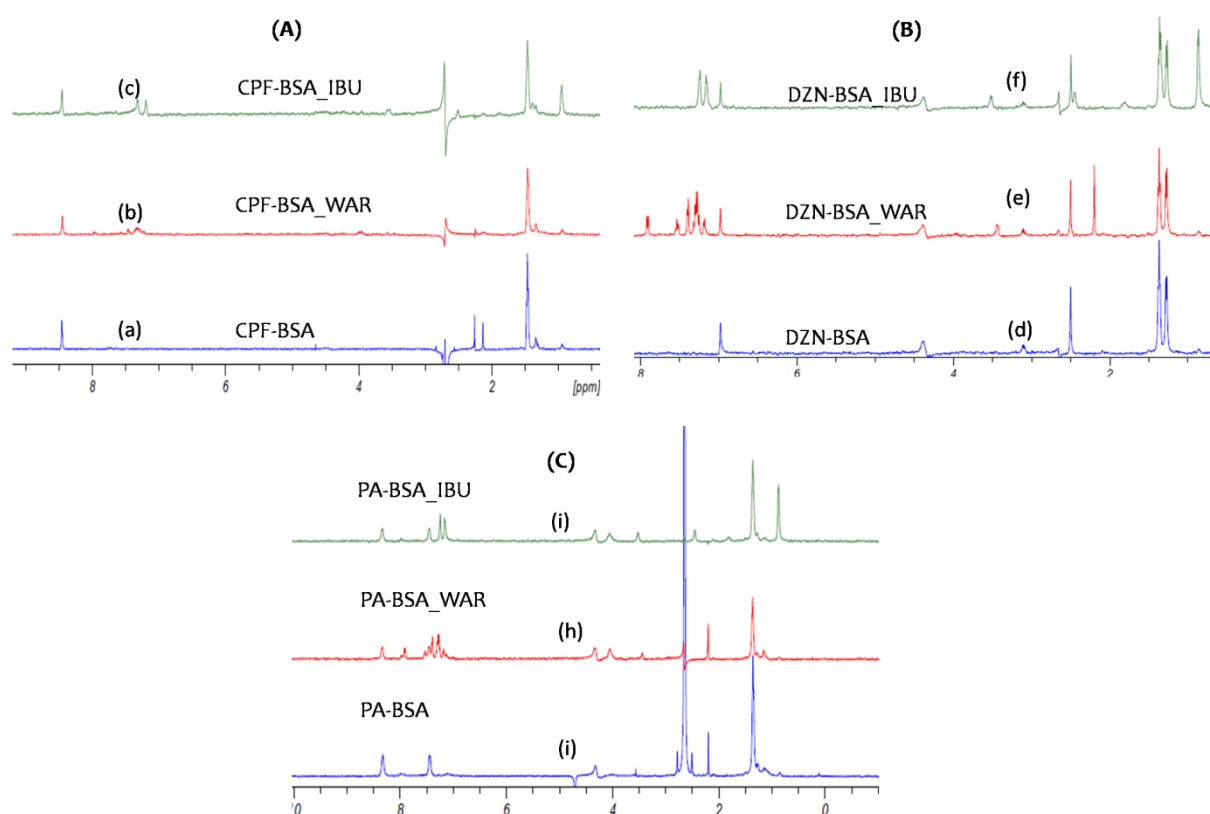 (A)
(c)
CPF-BSA_IBU
(b)
CPF-BSA_WAR
(a)
CPF-BSA
8 6 4 2 [ppm]
(B)
DZN-BSA_IBU
(f)
DZN-BSA_WAR
(e)
DZN-BSA
(d)
8 6 4 2
(C)
PA-BSA_IBU
(i)
PA-BSA_WAR
(h)
PA-BSA
(i)
10 8 6 4 2 0